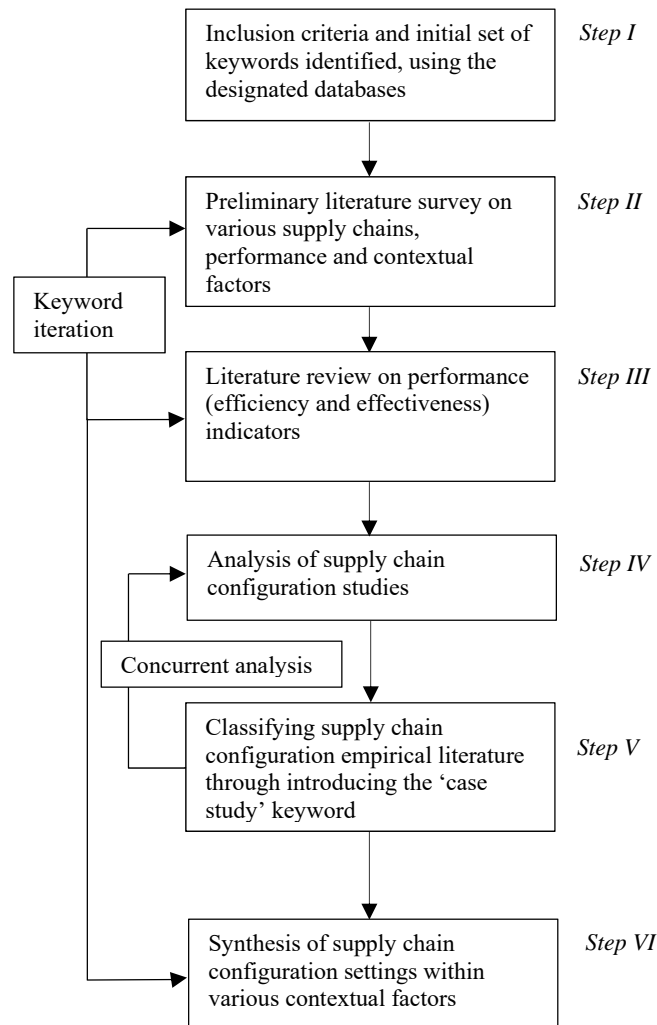 Inclusion criteria and initial set of
keywords identified, using the
designated databases
Step I
Preliminary literature survey on
various supply chains,
performance and contextual
factors
Step II
Keyword
iteration
Literature review on performance
(efficiency and effectiveness)
indicators
Step III
Analysis of supply chain
configuration studies
Step IV
Concurrent analysis
Classifying supply chain
configuration empirical literature
through introducing the ‘case
study’ keyword
Step V
Synthesis of supply chain
configuration settings within
various contextual factors
Step VI